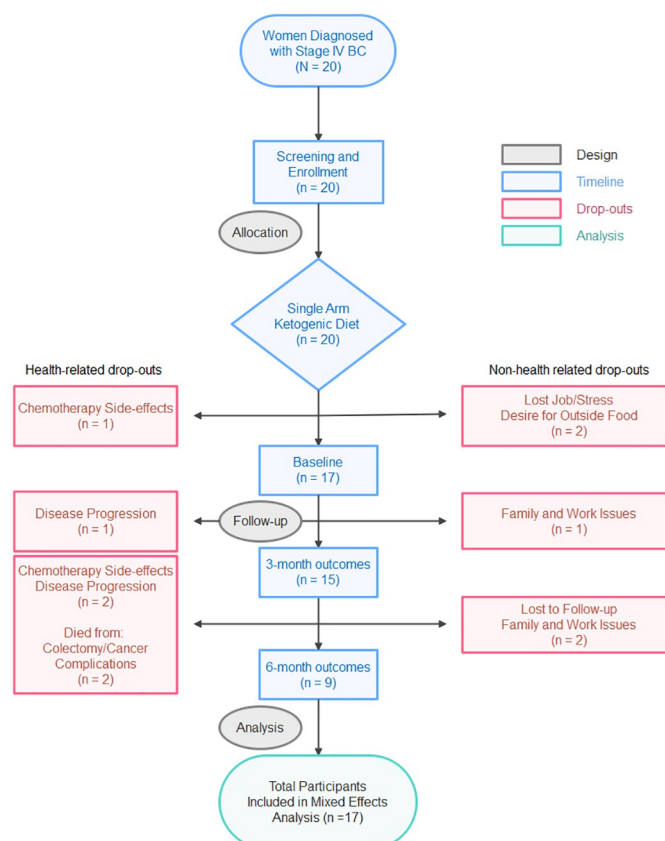 Women Diagnosed
with Stage IV BC
(N = 20)
Screening and
Enrollment
(n = 20)
Design
Timeline
Drop-outs
Analysis
Allocation
Single Arm
Ketogenic Diet
(n = 20)
Health-related drop-outs
Non-health related drop-outs
Chemotherapy Side-effects
(n = 1)
Lost Job/Stress
Desire for Outside Food
(n = 2)
Baseline
(n = 17)
Disease Progression
(n = 1)
Follow-up
Family and Work Issues
(n = 1)
Chemotherapy Side-effects
Disease Progression
(n = 2)
Died from:
Colectomy/Cancer
Complications
(n = 2)
3-month outcomes
(n = 15)
Lost to Follow-up
Family and Work Issues
(n = 2)
6-month outcomes
(n = 9)
Analysis
Total Participants
Included in Mixed Effects
Analysis (n =17)